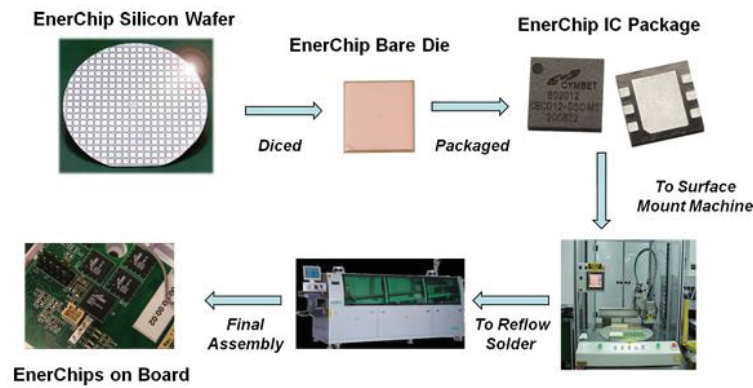 EnerChip Silicon Wafer
EnerChip Bare Die
EnerChip IC Package
CYMBET
200822
Diced
Packaged
To Surface
Mount Machine
Final
Assembly
To Reflow
Solder
EnerChips on Board